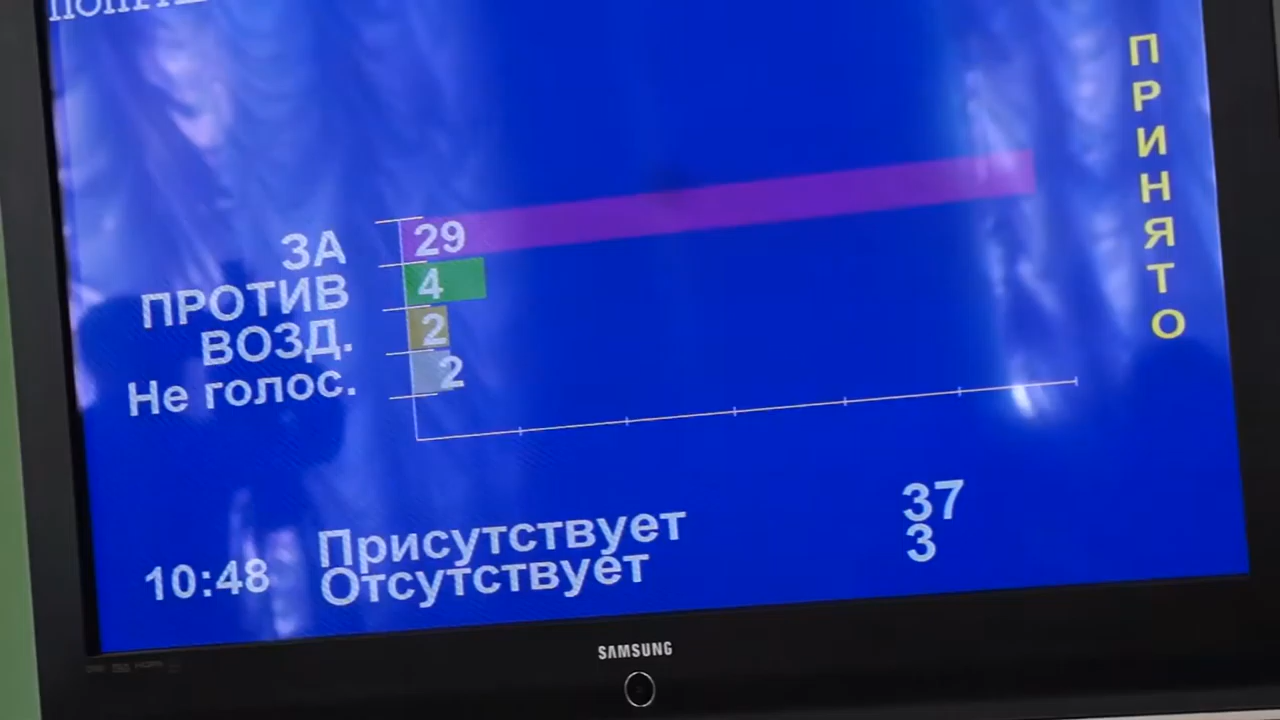 ЗА 29
ПРОТИВ 4
ВОЗД. 2
Не голос. 2
ПРИНЯТО
Присутствует 37
10:48 Отсутствует 3
SAMSUNG